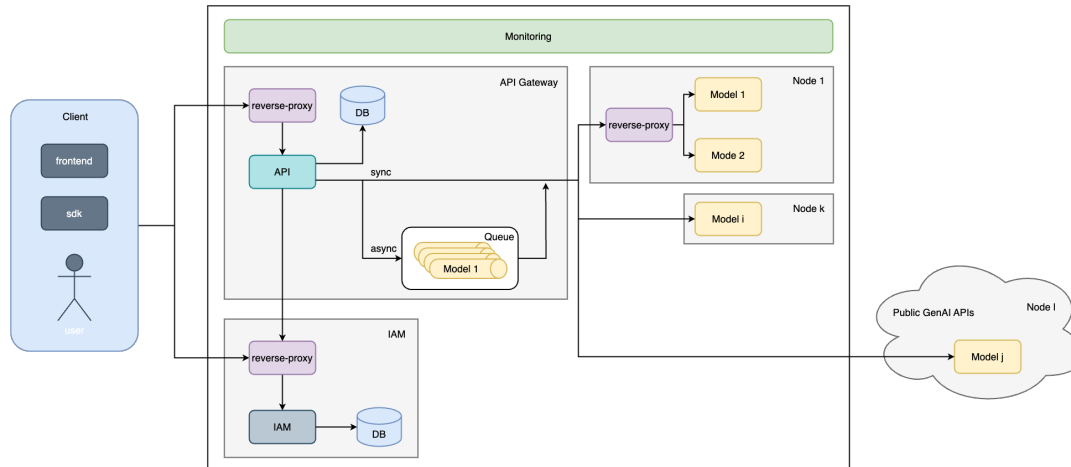 Monitoring
Client
frontend
sdk
user
API Gateway
reverse-proxy
DB
API
sync
async
Queue
Model 1
Node 1
reverse-proxy
Model 1
Mode 2
Node k
Model i
Public GenAI APIs
Node l
Model j
IAM
reverse-proxy
IAM
DB